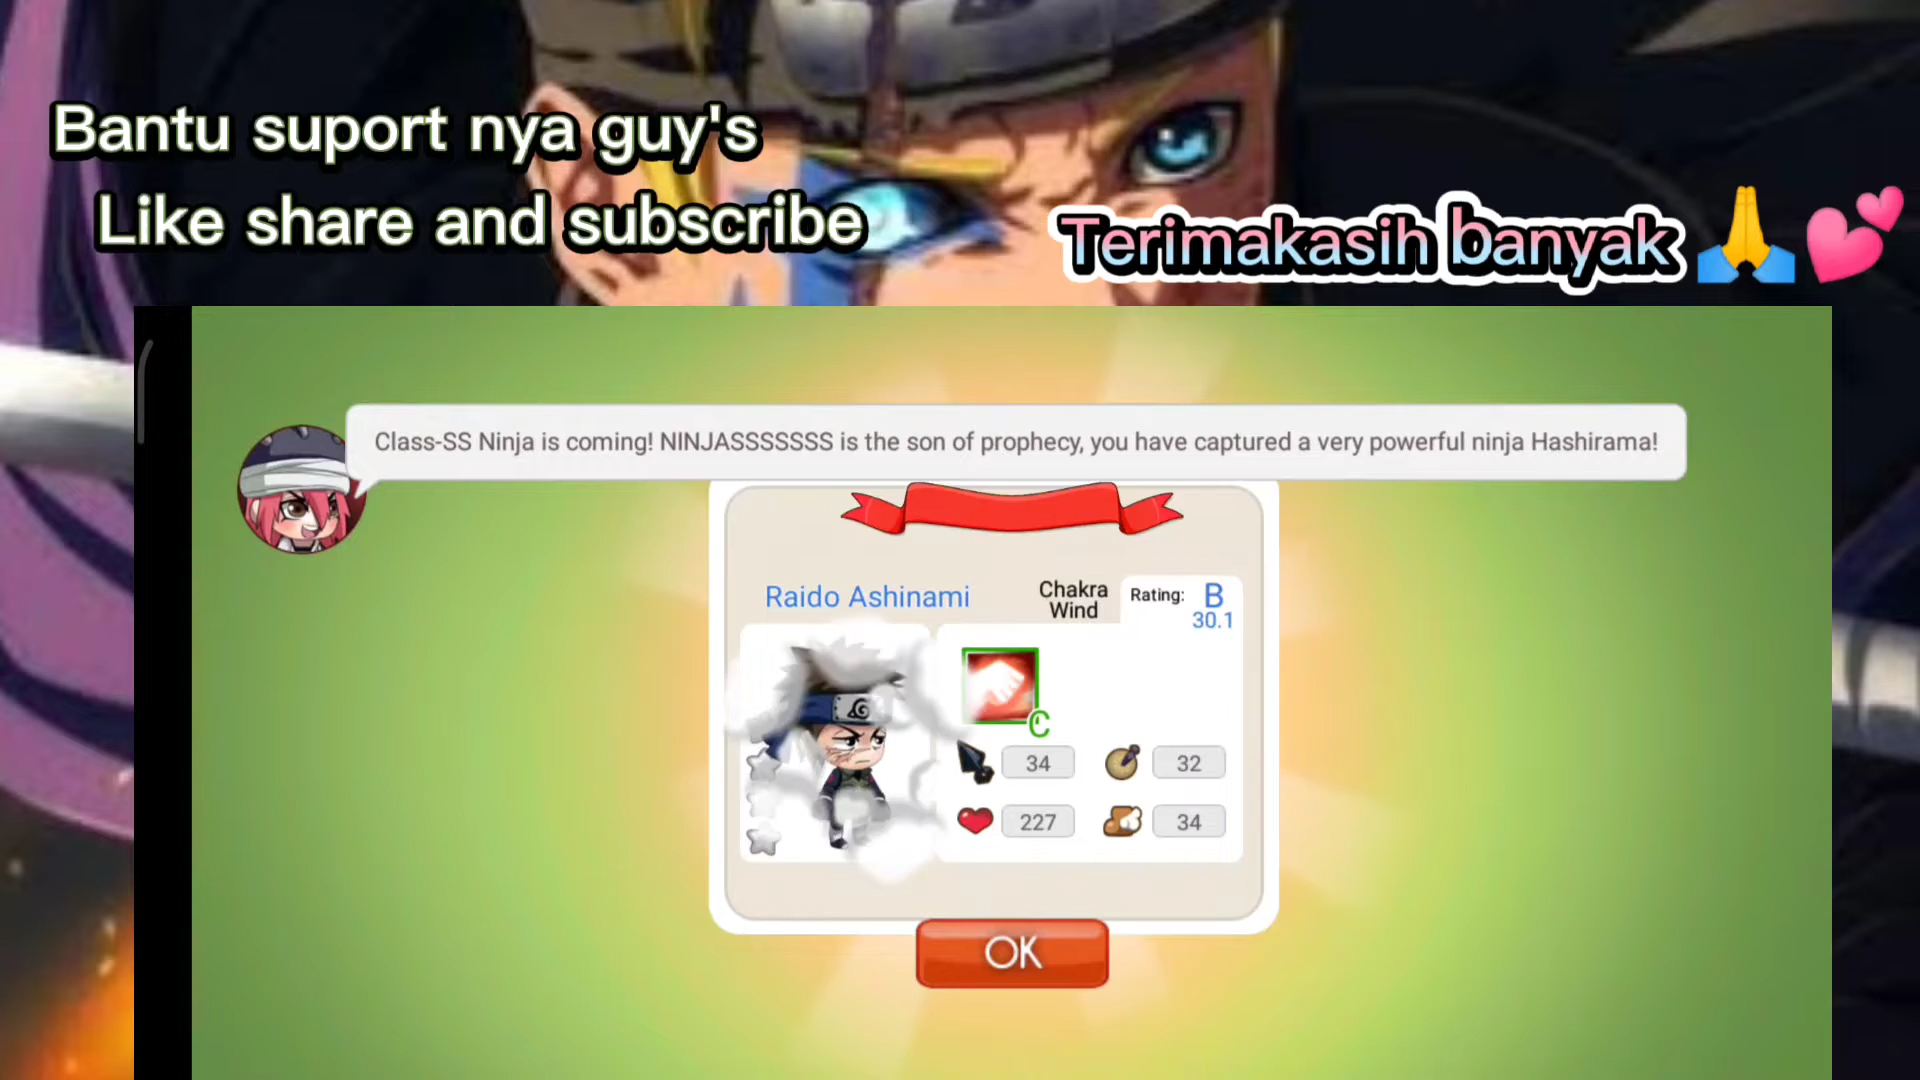 Bantu suport nya guy's
Like share and subscribe
Terimakasih banyak 🙏💕
Class-SS Ninja is coming! NINJASSSSSSS is the son of prophecy, you have captured a very powerful ninja Hashirama!
Raido Ashinami
Chakra
Wind
Rating: B
30.1
C
34
32
227
34
OK